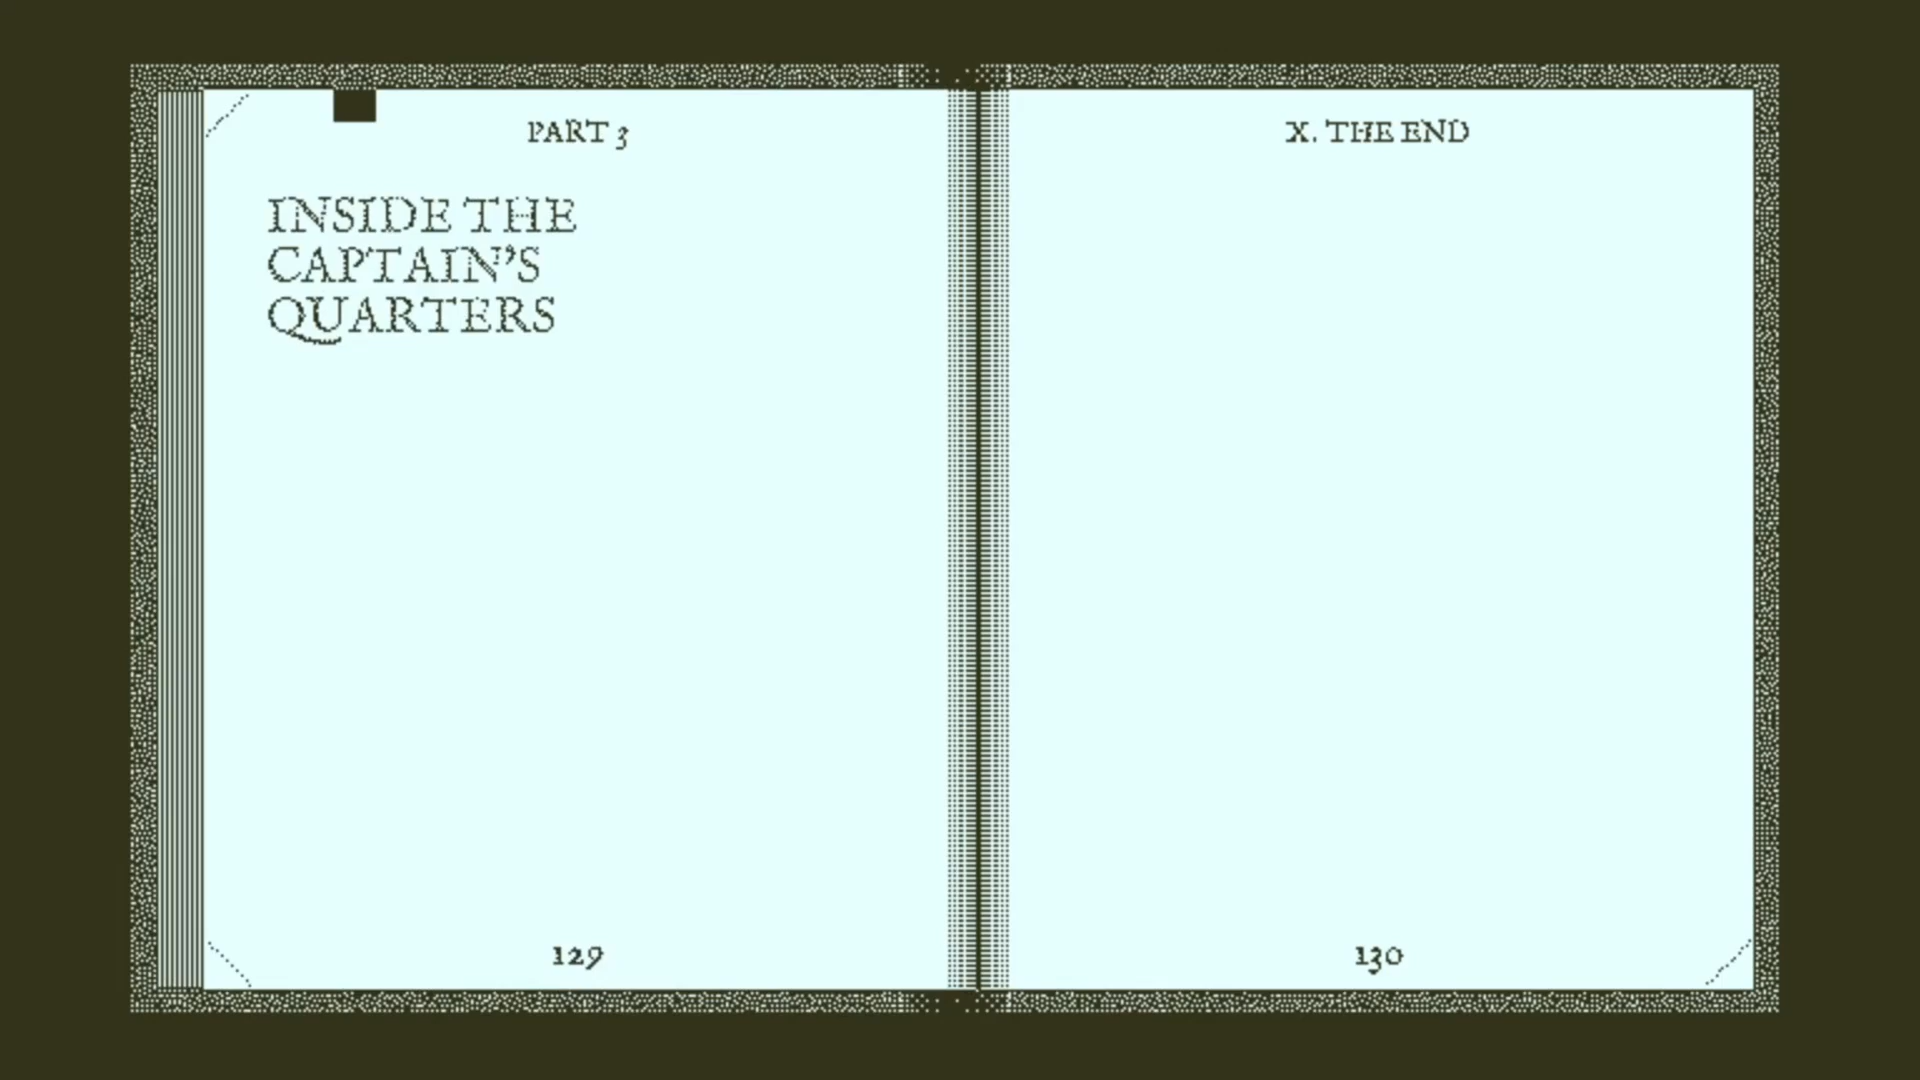 PART 3
INSIDE THE
CAPTAIN'S
QUARTERS
129
X. THE END
130